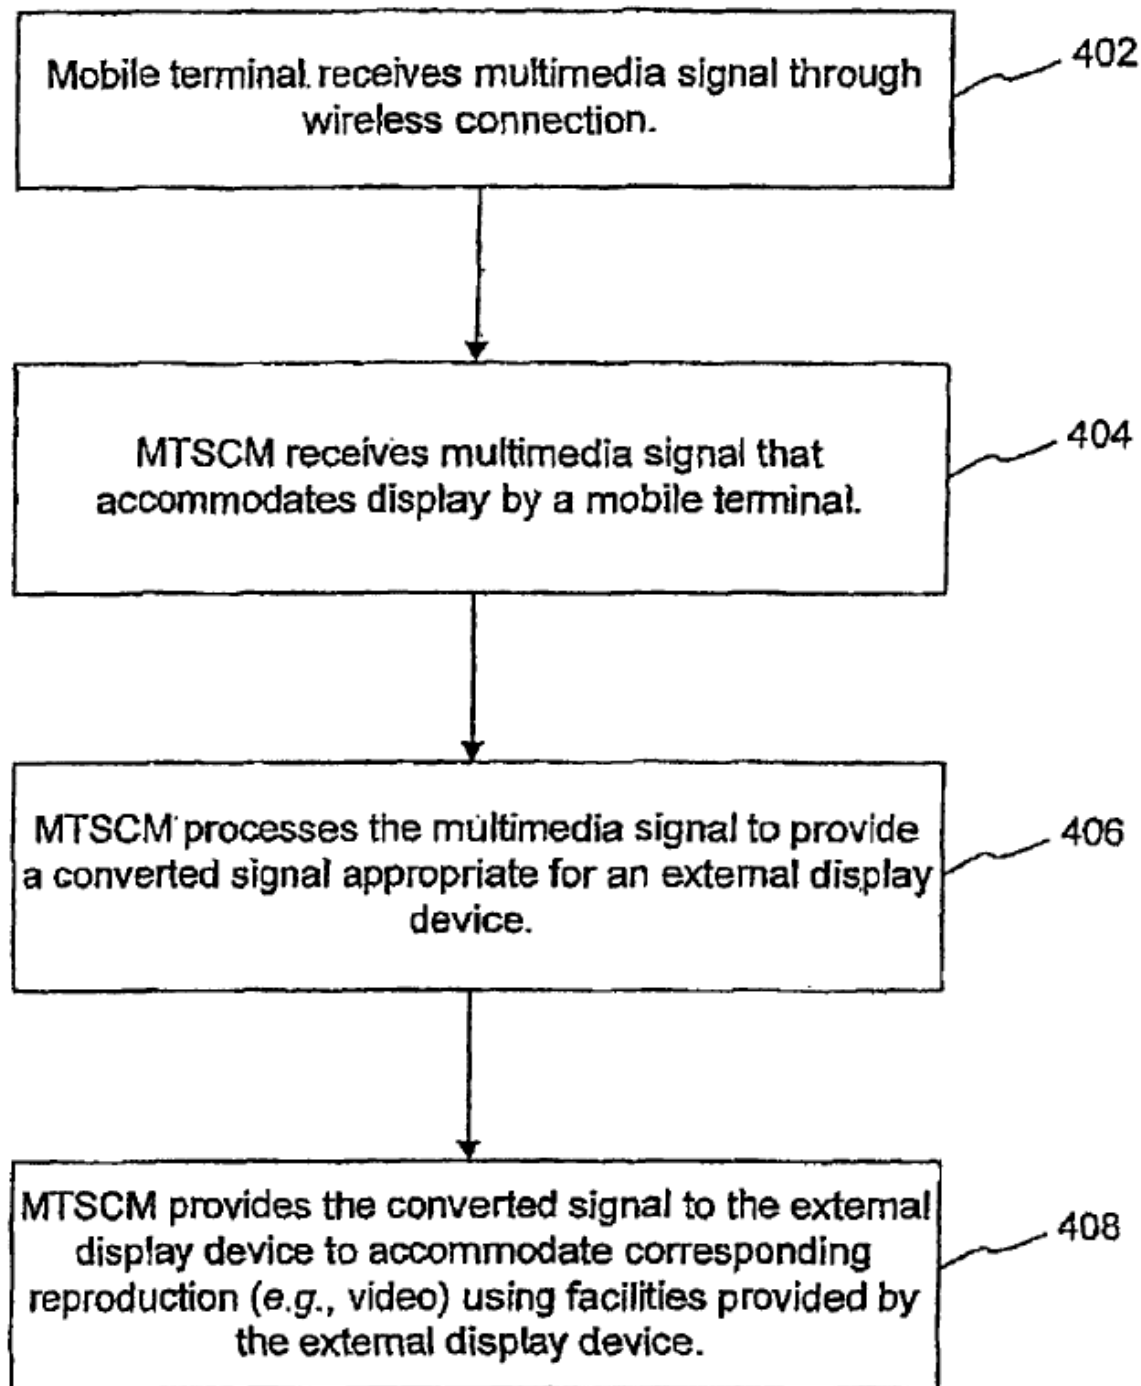 Mobile terminal receives multimedia signal through
wireless connection.
402
MTSCM receives multimedia signal that
accommodates display by a mobile terminal.
404
MTSCM processes the multimedia signal to provide
a converted signal appropriate for an external display
device.
406
MTSCM provides the converted signal to the external
display device to accommodate corresponding
reproduction (e.g., video) using facilities provided by
the external display device.
408